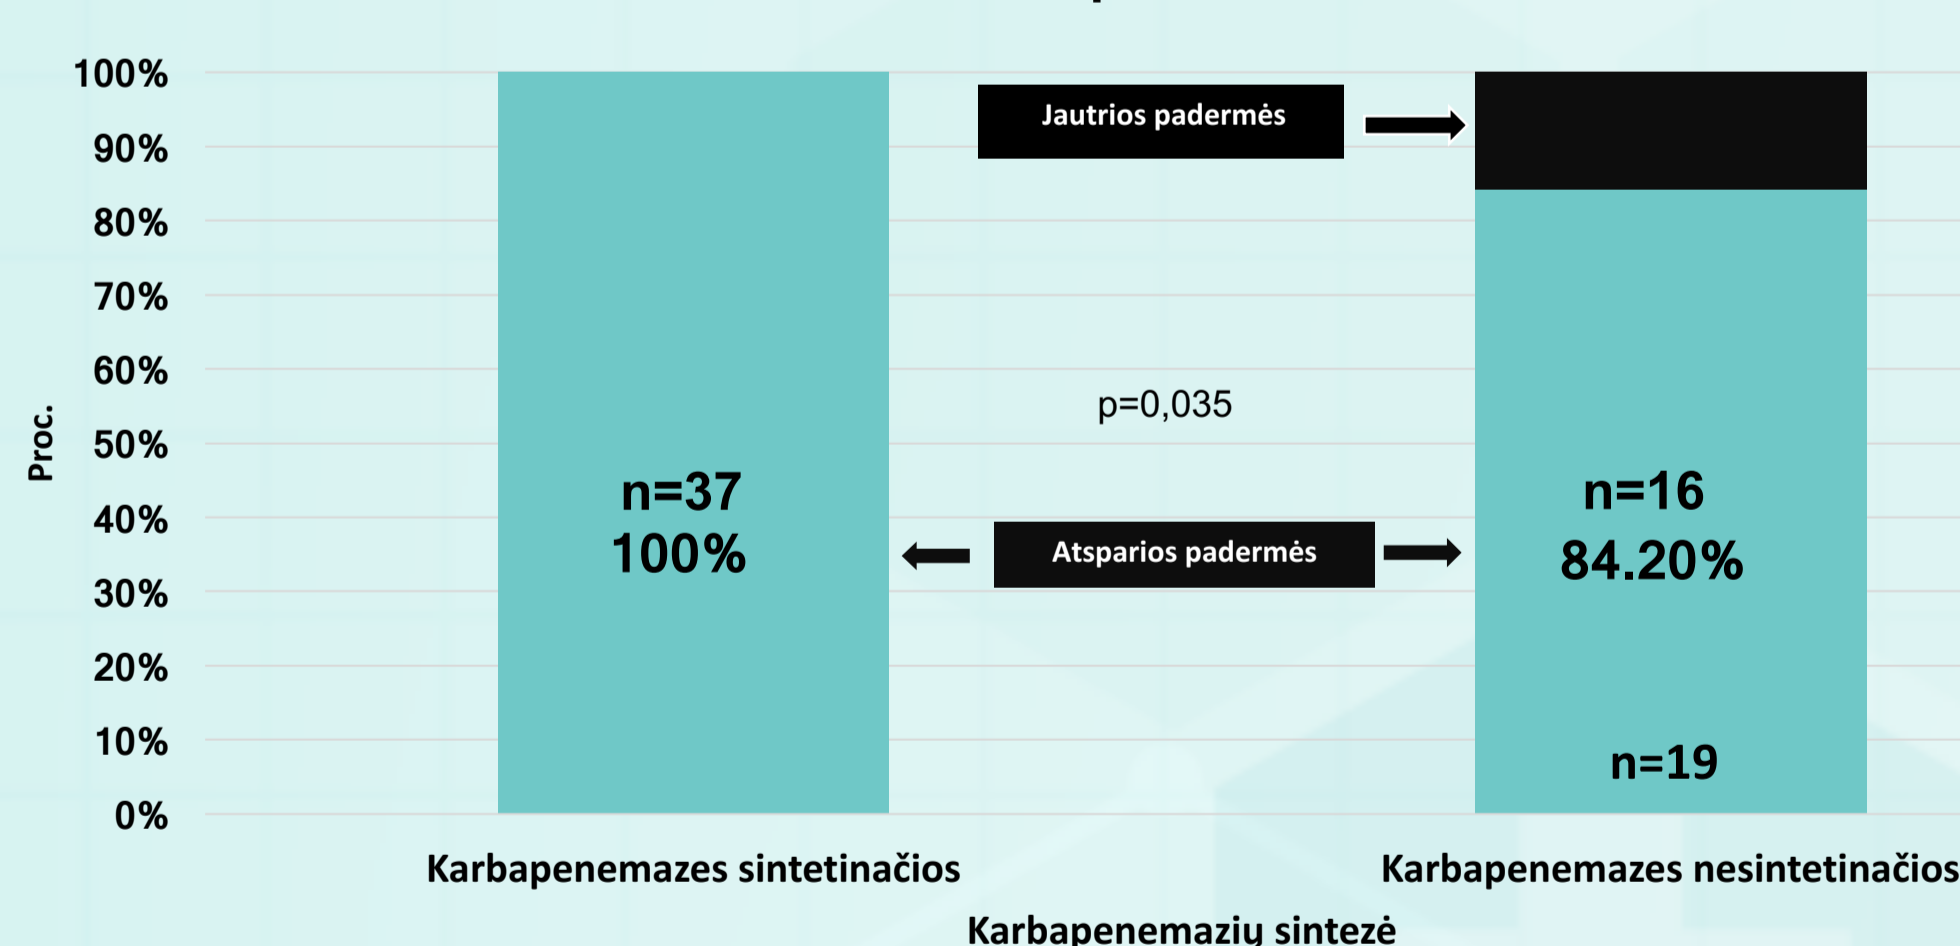 100%
90%
80%
70%
60%
50%
40%
30%
20%
10%
0%
Proc.
n=37
100%
Jautrios padermės
p=0,035
Atsparios padermės
n=16
84.20%
n=19
Karbapenemazes sintetinačios
Karbapenemazes nesintetinačios
Karbapenemazių sintezė